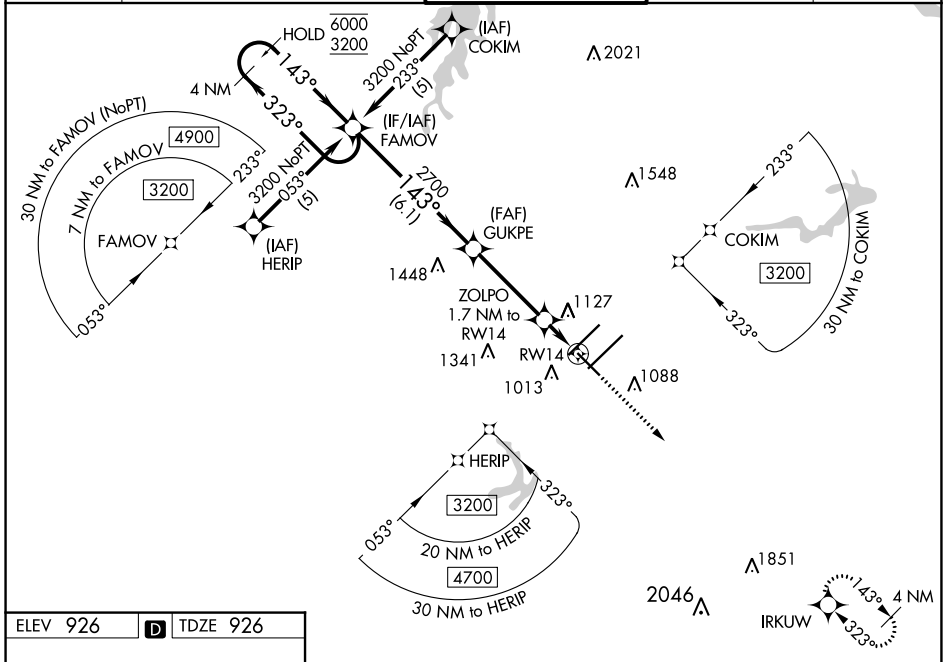 HOLD 6000
3200
(IAF)
COKIM
2021
4 NM
143°
323°
3200 NoPT
233°
(5)
(IF/IAF)
FAMOV
30 NM to FAMOV (NoPT)
4900
7 NM to FAMOV
3200
233°
FAMOV
053°
3200 NoPT
053°
(5)
(IAF)
HERIP
2700
143°
(6.1)
(FAF)
GUKPE
1548
233°
COKIM
3200
323°
30 NM to COKIM
1448
ZOLPO
1.7 NM to
RW14
1127
1341
RW14
1013
1088
HERIP
3200
053°
323°
20 NM to HERIP
4700
30 NM to HERIP
1851
2046
IRKUW
143°
323°
4 NM
ELEV 926 D TDZE 926